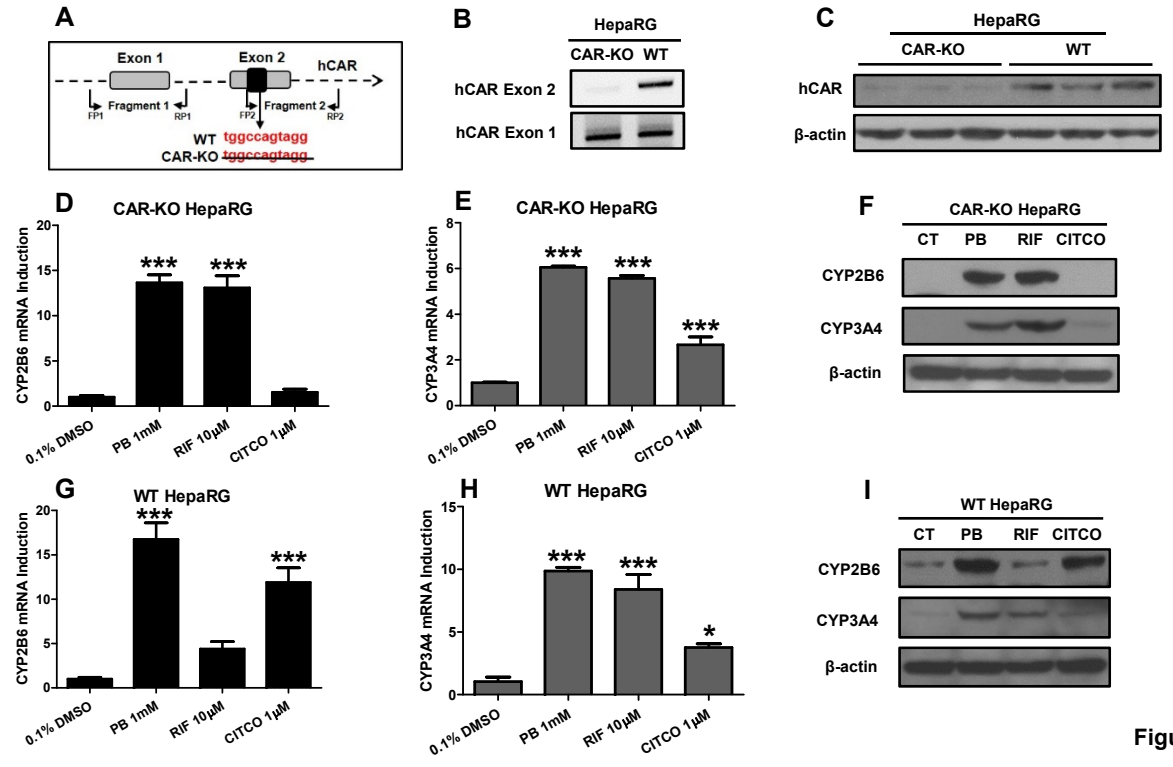 A
Exon 1
Exon 2
hCAR
Fragment 1
Fragment 2
FP1
RP1
FP2
RP2
WT tggccagtagg
CAR-KO tggccagtagg
B
HepaRG
CAR-KO WT
hCAR Exon 2
hCAR Exon 1
C
HepaRG
CAR-KO WT
hCAR
β-actin
D
CAR-KO HepaRG
CYP2B6 mRNA Induction
20
15
10
5
0
*** ***
0.1% DMSO
PB 1mM
RIF 10μM
CITCO 1μM
E
CAR-KO HepaRG
CYP3A4 mRNA Induction
8
6
4
2
0
*** *** ***
0.1% DMSO
PB 1mM
RIF 10μM
CITCO 1μM
F
CAR-KO HepaRG
CT PB RIF CITCO
CYP2B6
CYP3A4
β-actin
G
WT HepaRG
CYP2B6 mRNA Induction
20
15
10
5
0
*** ***
0.1% DMSO
PB 1mM
RIF 10μM
CITCO 1μM
H
WT HepaRG
CYP3A4 mRNA Induction
15
10
5
0
*** *** *
0.1% DMSO
PB 1mM
RIF 10μM
CITCO 1μM
I
WT HepaRG
CT PB RIF CITCO
CYP2B6
CYP3A4
β-actin
Figu